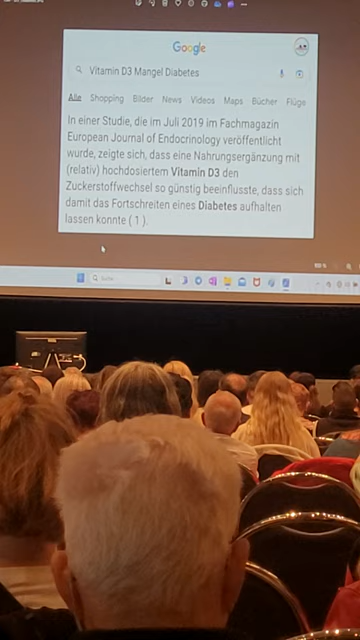 Google
Vitamin D3 Mangel Diabetes
Alle Shopping Bilder News Videos Maps Bücher Flüge
In einer Studie, die im Juli 2019 im Fachmagazin
European Journal of Endocrinology veröffentlicht
wurde, zeigte sich, dass eine Nahrungsergänzung mit
(relativ) hochdosiertem Vitamin D3 den
Zuckerstoffwechsel so günstig beeinflusste, dass sich
damit das Fortschreiten eines Diabetes aufhalten
lassen konnte ( 1 ).
Suche